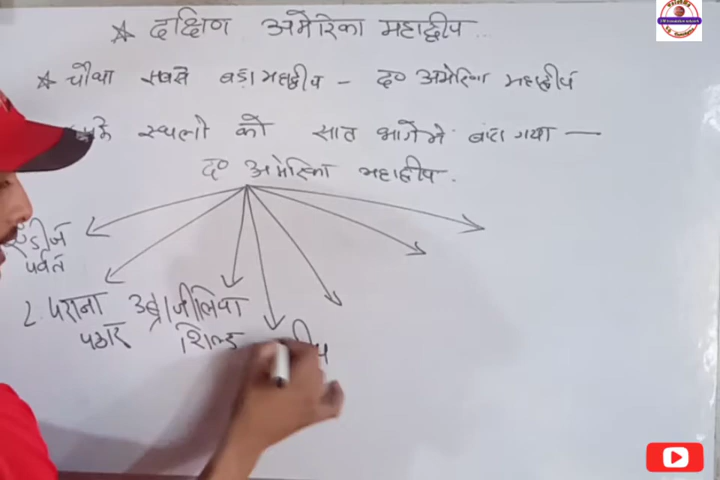 ☆ दक्षिण अमेरिका महाद्वीप
☆ चौथा सबसे बड़ा महाद्वीप – द० अमेरिका महाद्वीप
के स्थलो को सात भागो मे बांटा गया —
द० अमेरिका महाद्वीप.
एंडीज
पर्वत
2. पराना
पठार
3 ब्राजीलिया
शिल्ड